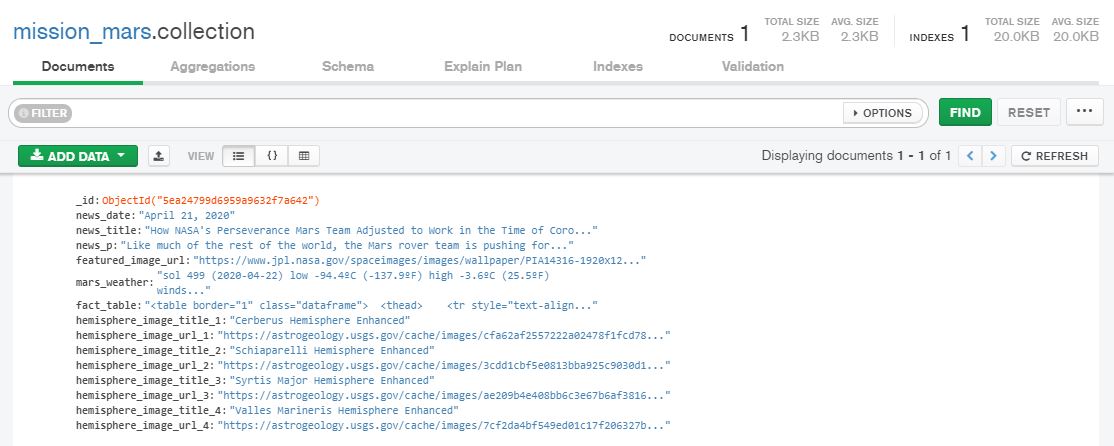 mission_mars.collection
DOCUMENTS 1 TOTAL SIZE 2.3KB AVG. SIZE 2.3KB INDEXES 1 TOTAL SIZE 20.0KB AVG. SIZE 20.0KB
Documents Aggregations Schema Explain Plan Indexes Validation
FILTER OPTIONS FIND RESET ...
ADD DATA VIEW { } Displaying documents 1 - 1 of 1 < > REFRESH
_id: ObjectId("5ea24799d6959a9632f7a642")
news_date: "April 21, 2020"
news_title: "How NASA's Perseverance Mars Team Adjusted to Work in the Time of Coro..."
news_p: "Like much of the rest of the world, the Mars rover team is pushing for..."
featured_image_url: "https://www.jpl.nasa.gov/spaceimages/images/wallpaper/PIA14316-1920x12..."
mars_weather: "sol 499 (2020-04-22) low -94.4ºC (-137.9ºF) high -3.6ºC (25.5ºF)
winds..."
fact_table: "<table border="1" class="dataframe"> <thead> <tr style="text-align..."
hemisphere_image_title_1: "Cerberus Hemisphere Enhanced"
hemisphere_image_url_1: "https://astrogeology.usgs.gov/cache/images/cfa62af2557222a02478f1fcd78..."
hemisphere_image_title_2: "Schiaparelli Hemisphere Enhanced"
hemisphere_image_url_2: "https://astrogeology.usgs.gov/cache/images/3cdd1cbf5e0813bba925c9030d1..."
hemisphere_image_title_3: "Syrtis Major Hemisphere Enhanced"
hemisphere_image_url_3: "https://astrogeology.usgs.gov/cache/images/ae209b4e408bb6c3e67b6af3816..."
hemisphere_image_title_4: "Valles Marineris Hemisphere Enhanced"
hemisphere_image_url_4: "https://astrogeology.usgs.gov/cache/images/7cf2da4bf549ed01c17f206327b..."